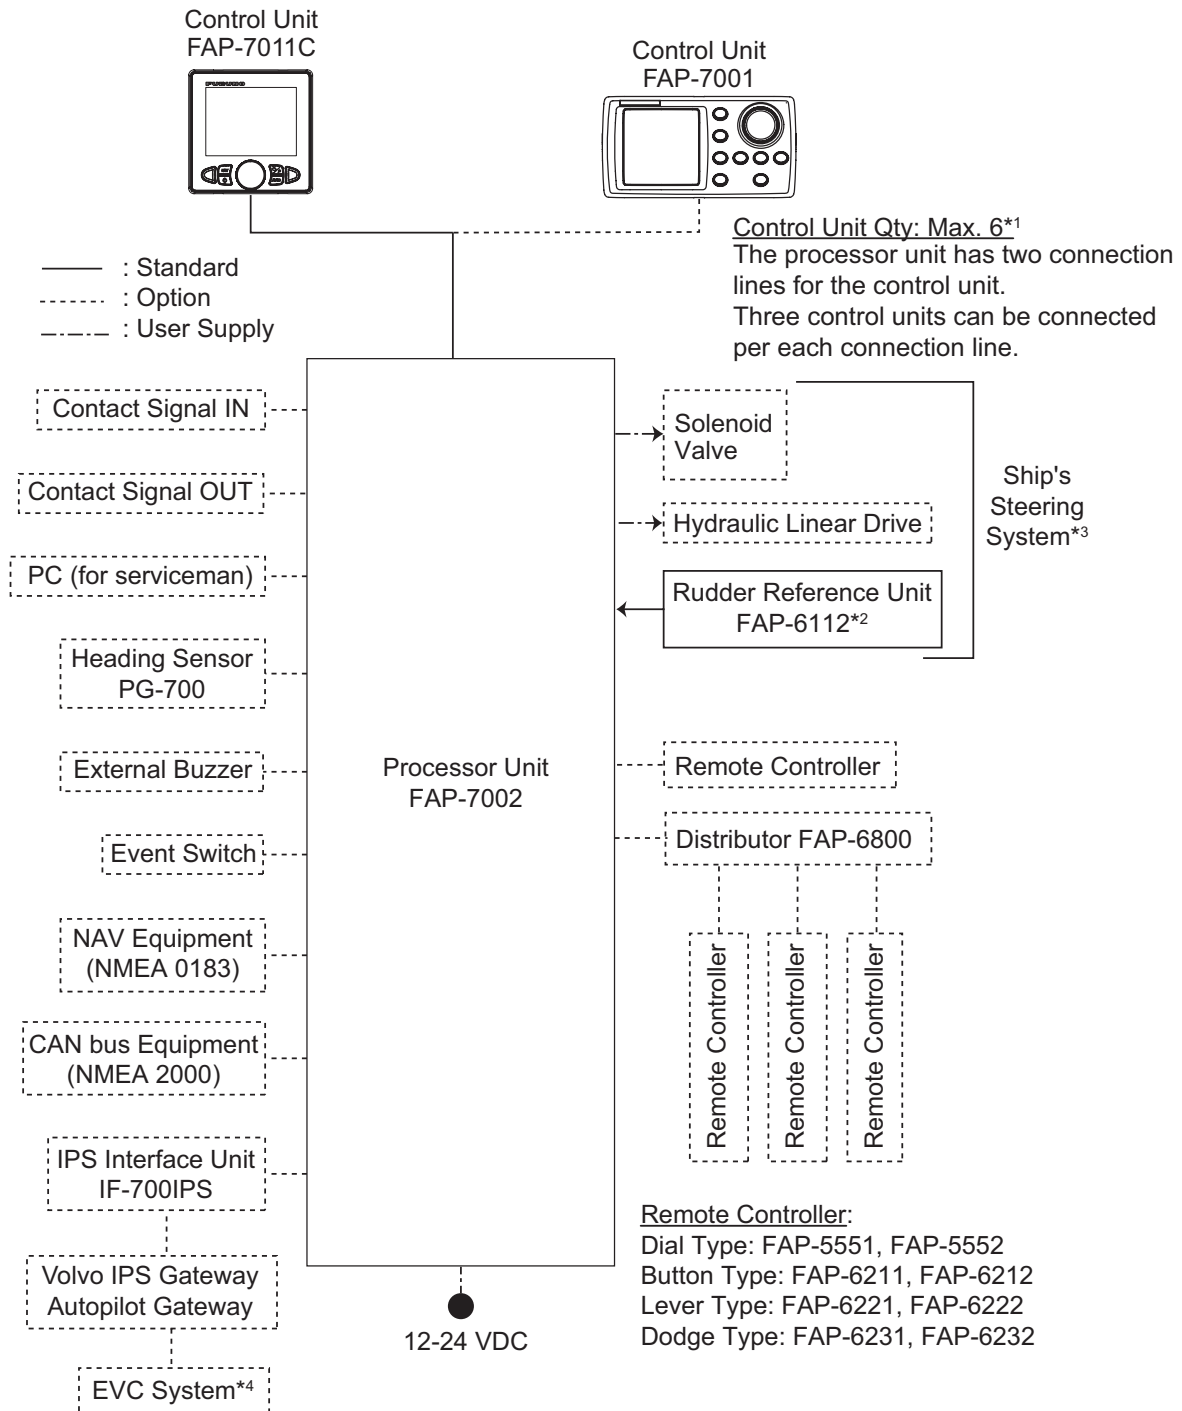 Control Unit
FAP-7011C
Control Unit
FAP-7001
FURUNO
Control Unit Qty: Max. 6*1
The processor unit has two connection
lines for the control unit.
Three control units can be connected
per each connection line.
: Standard
: Option
: User Supply
Contact Signal IN
Contact Signal OUT
PC (for serviceman)
Heading Sensor
PG-700
External Buzzer
Event Switch
NAV Equipment
(NMEA 0183)
CAN bus Equipment
(NMEA 2000)
IPS Interface Unit
IF-700IPS
Volvo IPS Gateway
Autopilot Gateway
EVC System*4
Processor Unit
FAP-7002
12-24 VDC
Solenoid
Valve
Hydraulic Linear Drive
Rudder Reference Unit
FAP-6112*2
Ship's
Steering
System*3
Remote Controller
Distributor FAP-6800
Remote Controller
Remote Controller
Remote Controller
Remote Controller:
Dial Type: FAP-5551, FAP-5552
Button Type: FAP-6211, FAP-6212
Lever Type: FAP-6221, FAP-6222
Dodge Type: FAP-6231, FAP-6232